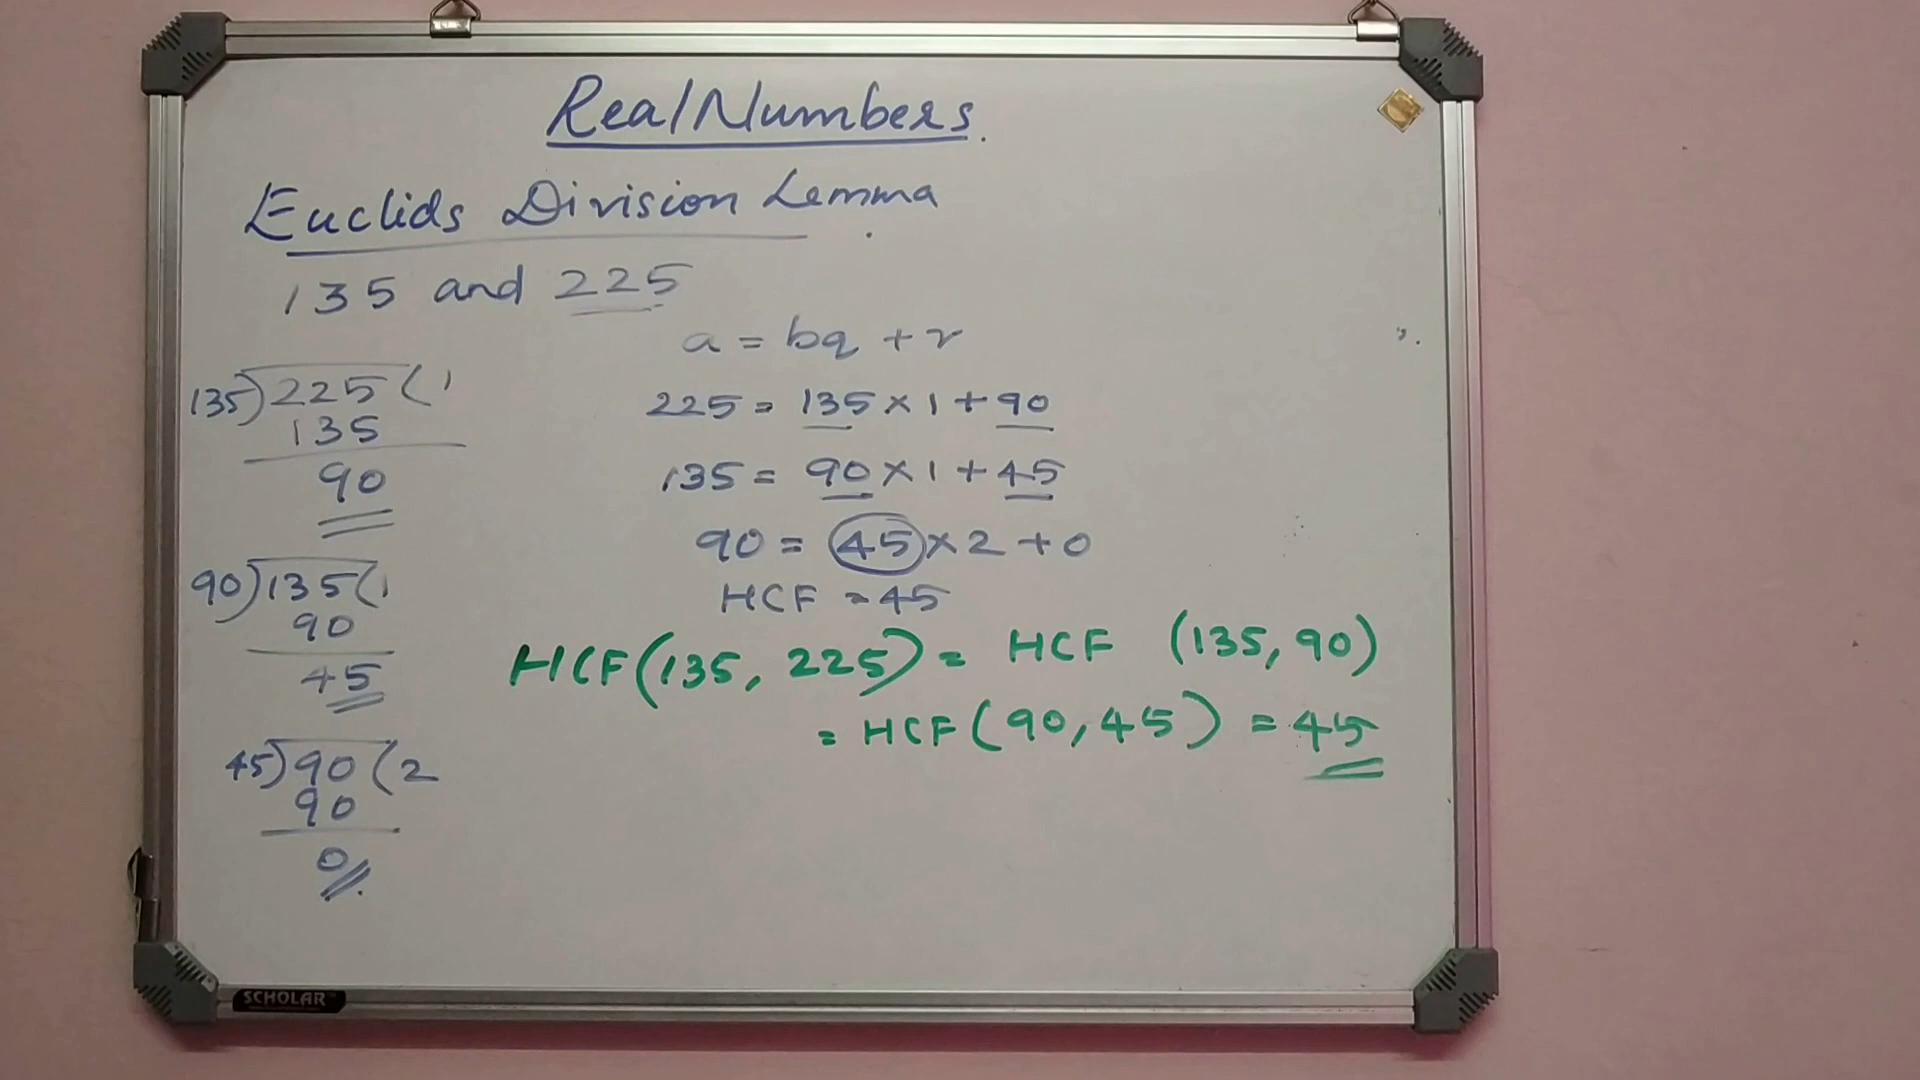 Real Numbers.
Euclids Division Lemma.
135 and 225
135)225(1
135
90
90)135(1
90
45
45)90(2
90
0
a = bq + r
225 = 135 × 1 + 90
135 = 90 × 1 + 45
90 = 45 × 2 + 0
HCF = 45
HCF(135, 225) = HCF (135, 90)
= HCF(90, 45) = 45
SCHOLAR